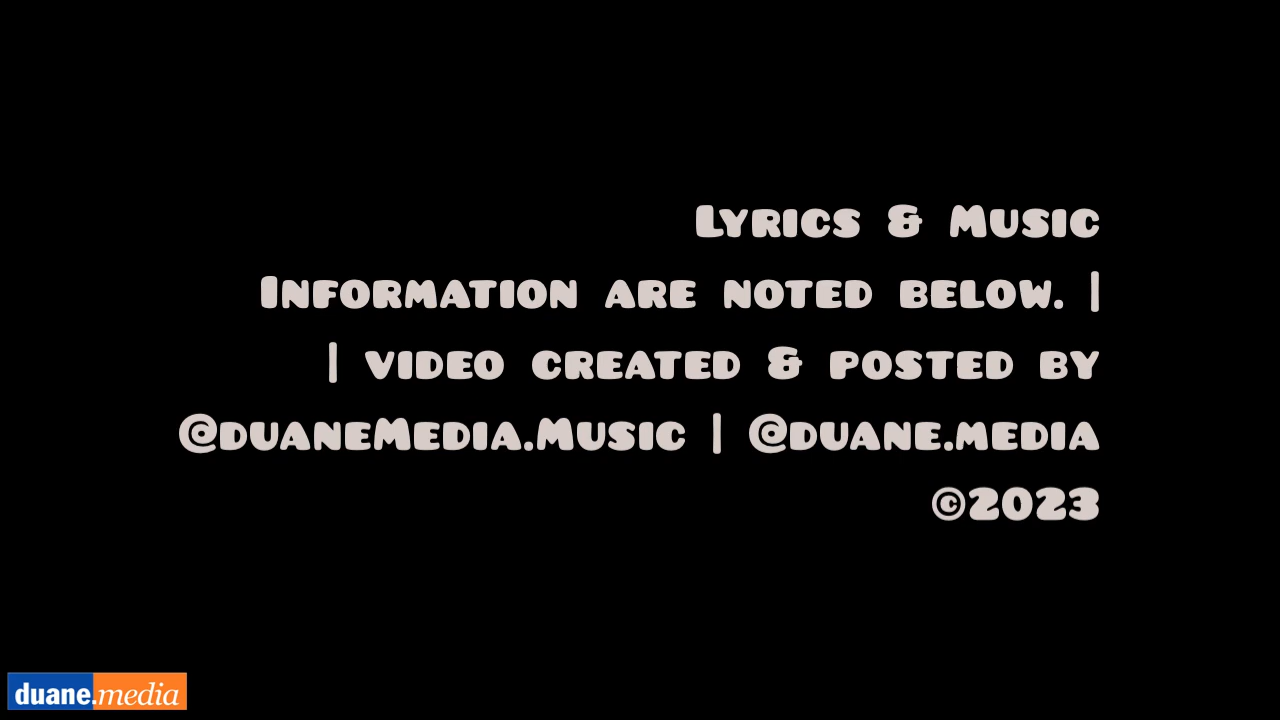 Lyrics & Music
Information are noted below. |
| video created & posted by
@duaneMedia.Music | @duane.media
©2023
duane.media